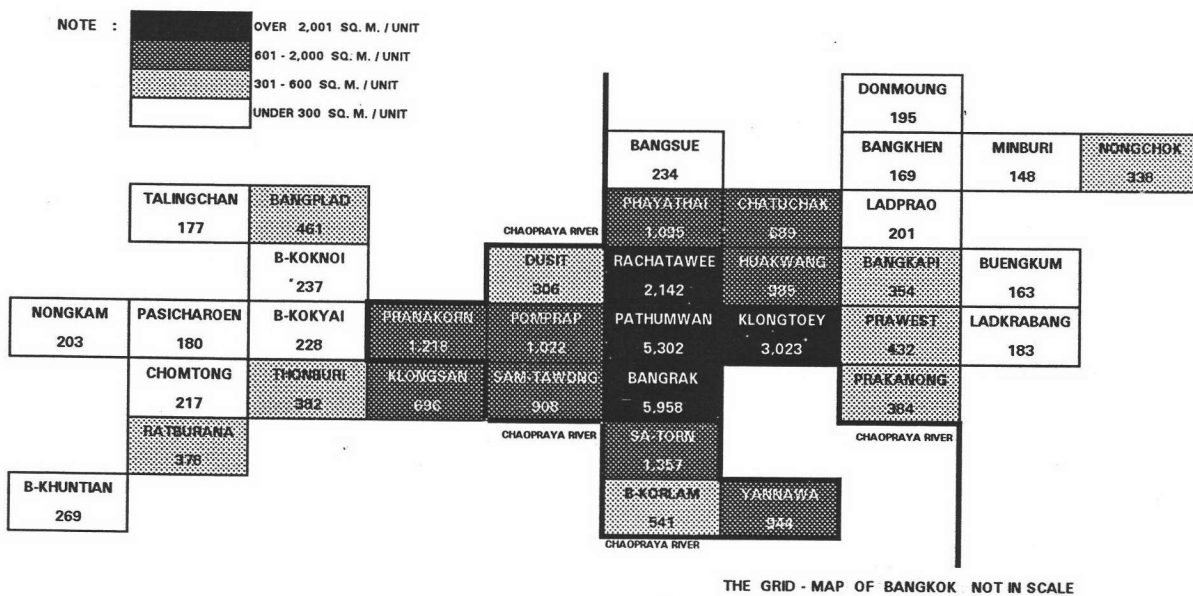 NOTE :
OVER 2,001 SQ. M. / UNIT
601 - 2,000 SQ. M. / UNIT
301 - 600 SQ. M. / UNIT
UNDER 300 SQ. M. / UNIT
DONMOUNG
195
BANGSUE
234
BANGKHEN
169
MINBURI
148
NONGCHOK
338
TALINGCHAN
177
BANGPLAD
461
PHAYATHAI
1,095
CHATUCHAK
689
LADPRAO
201
CHAOPRAYA RIVER
B-KOKNOI
237
DUSIT
306
RACHATAWEE
2,142
HUAKWANG
985
BANGKAPI
354
BUENGKUM
163
NONGKAM
203
PASICHAROEN
180
B-KOKYAI
228
PRANAKORN
1,218
POMPRAP
1,022
PATHUMWAN
5,302
KLONGTOEY
3,023
PRAWEST
432
LADKRABANG
183
CHOMTONG
217
THONBURI
382
KLONGSAN
696
SAM-TAWONG
908
BANGRAK
5,958
PRAKANONG
384
RATBURANA
378
CHAOPRAYA RIVER
SA-TORN
1,357
CHAOPRAYA RIVER
B-KHUNTIAN
269
B-KORLAM
541
YANNAWA
944
CHAOPRAYA RIVER
THE GRID - MAP OF BANGKOK NOT IN SCALE